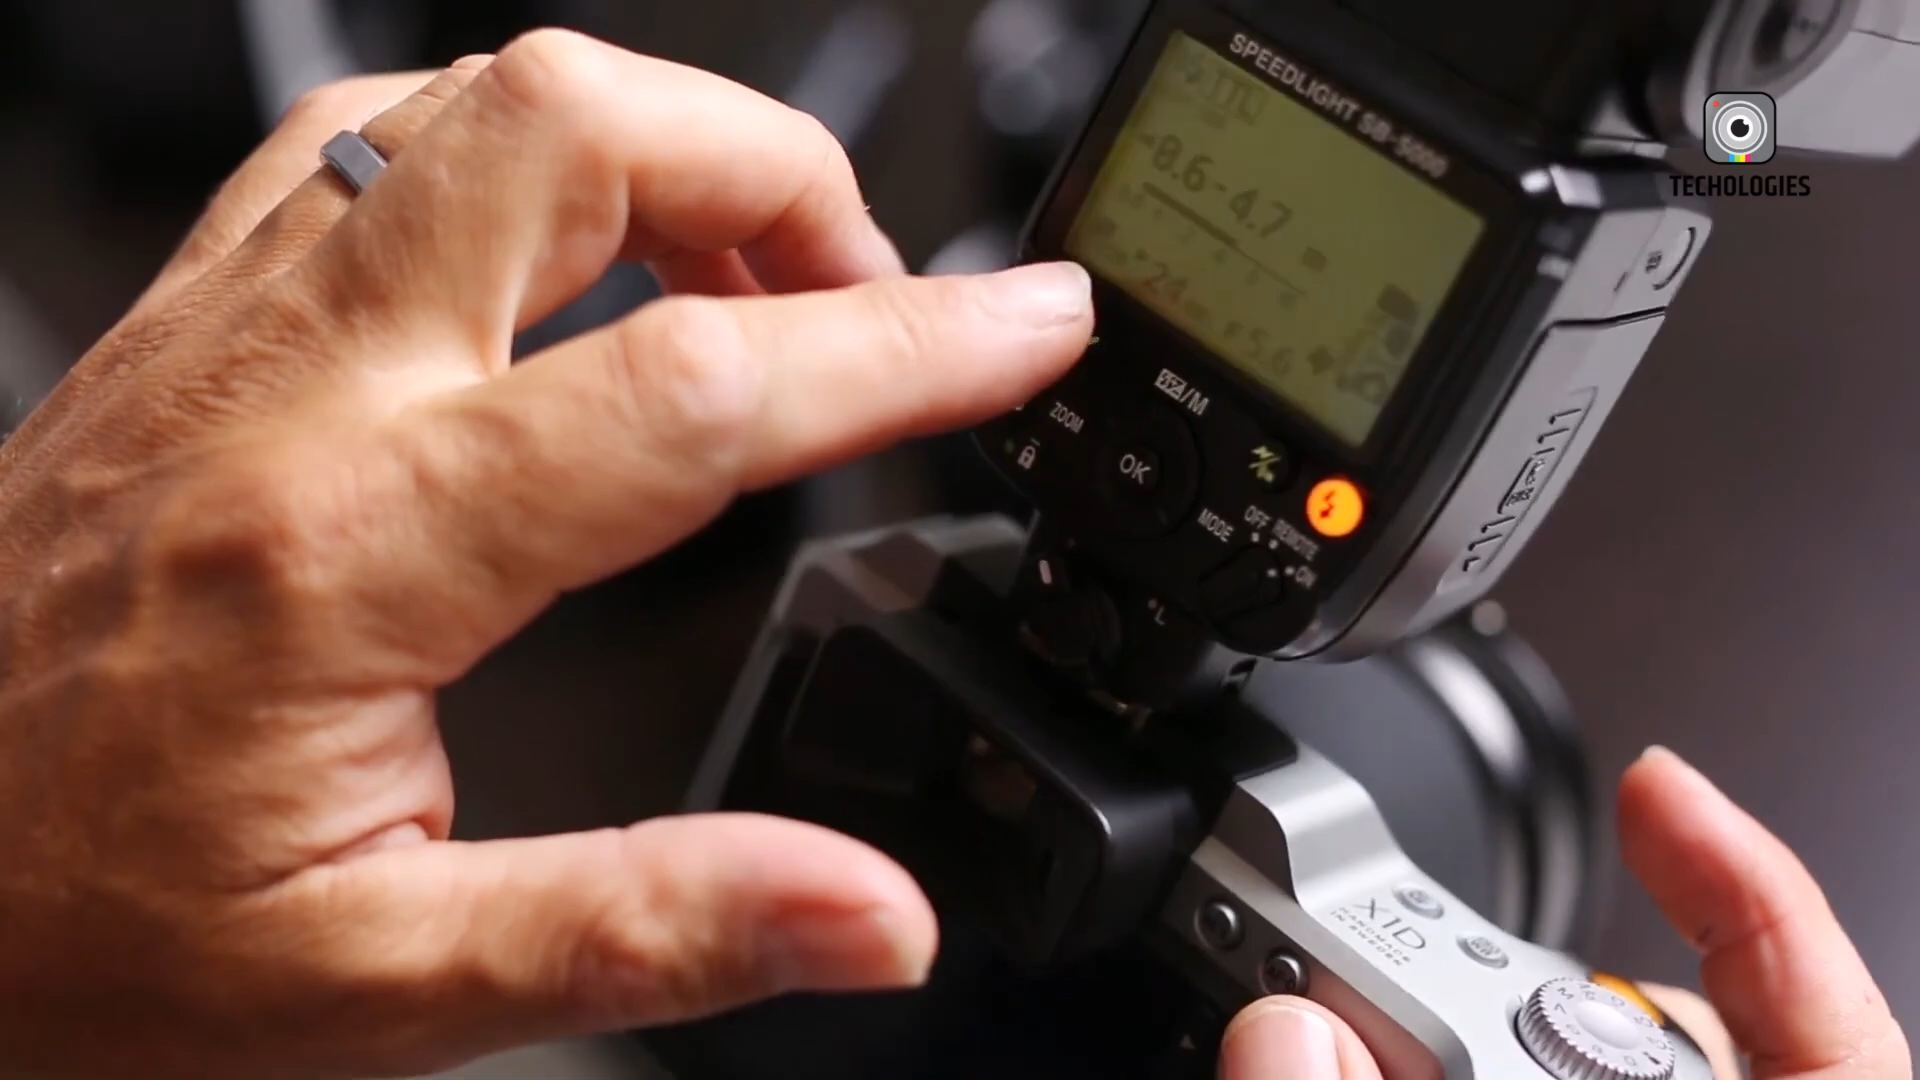 SPEEDLIGHT SB-5000
TTL
0.6-4.7
24
F5.6
/M
ZOOM
OK
MODE
OFF
REMOTE
ON
L
X1D
HANDMADE
IN SWEDEN
M
TECHOLOGIES